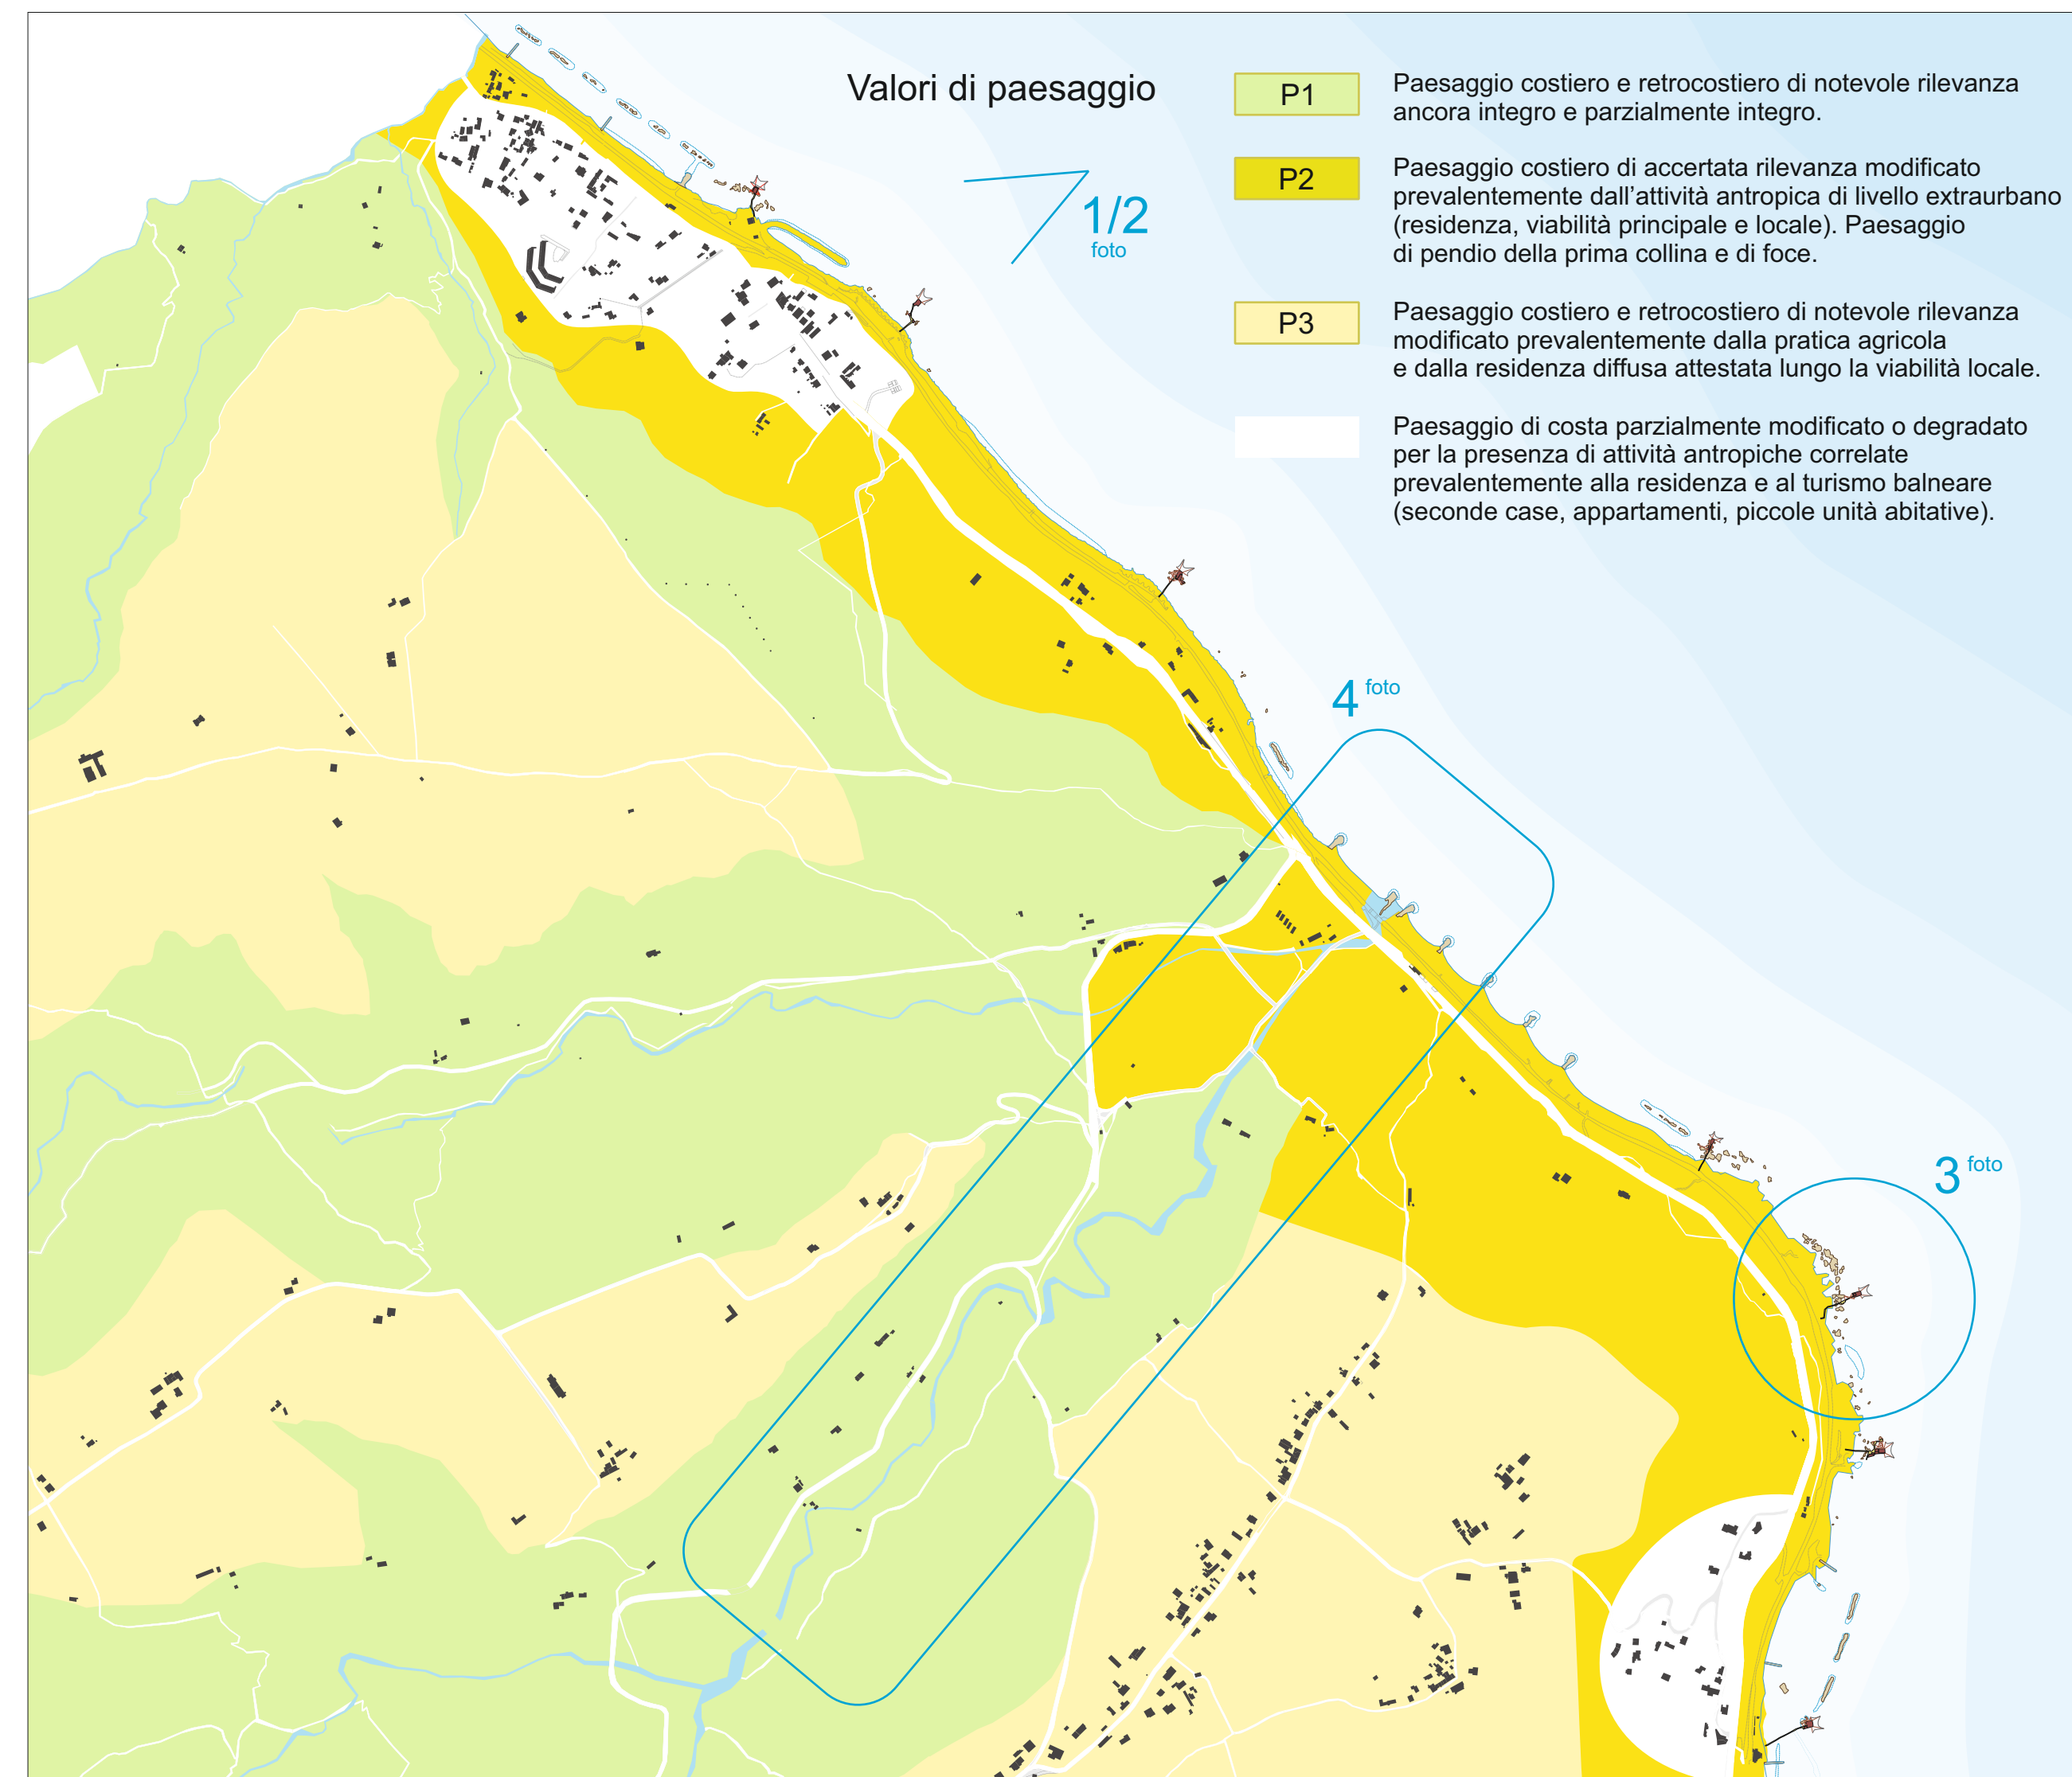 Valori di paesaggio
P1
Paesaggio costiero e retrocostiero di notevole rilevanza
ancora integro e parzialmente integro.
P2
Paesaggio costiero di accertata rilevanza modificato
prevalentemente dall'attività antropica di livello extraurbano
(residenza, viabilità principale e locale). Paesaggio
di pendio della prima collina e di foce.
P3
Paesaggio costiero e retrocostiero di notevole rilevanza
modificato prevalentemente dalla pratica agricola
e dalla residenza diffusa attestata lungo la viabilità locale.
Paesaggio di costa parzialmente modificato o degradato
per la presenza di attività antropiche correlate
prevalentemente alla residenza e al turismo balneare
(seconde case, appartamenti, piccole unità abitative).
1/2
foto
4 foto
3 foto